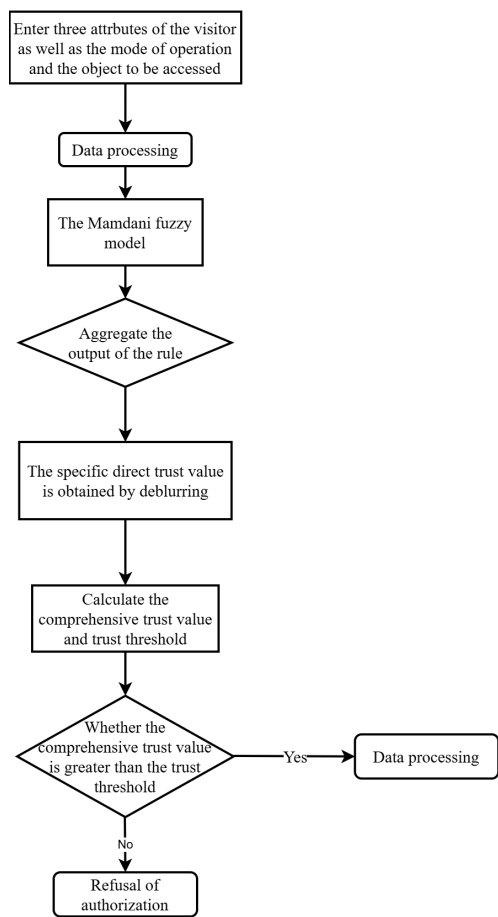 Enter three attrbutes of the visitor
as well as the mode of operation
and the object to be accessed
Data processing
The Mamdani fuzzy
model
Aggregate the
output of the rule
The specific direct trust value
is obtained by deblurring
Calculate the
comprehensive trust value
and trust threshold
Whether the
comprehensive trust value
is greater than the trust
threshold
Yes
Data processing
No
Refusal of
authorization